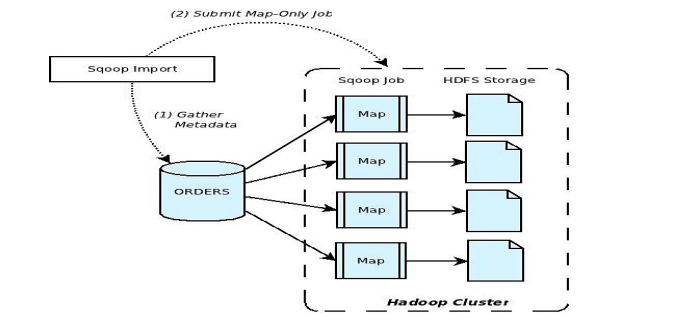 (2) Submit Map-Only Job
Sqoop Import
Sqoop Job
HDFS Storage
(1) Gather
Metadata
Map
Map
ORDERS
Map
Map
Hadoop Cluster